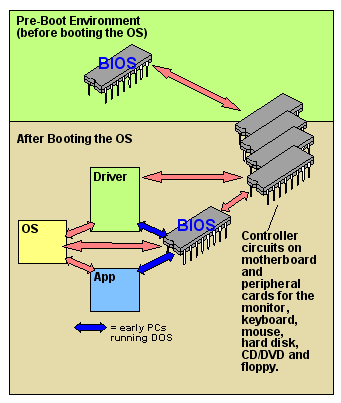 Pre-Boot Environment
(before booting the OS)
BIOS
After Booting the OS
Driver
BIOS
OS
App
Controller
circuits on
motherboard
and
peripheral
cards for the
monitor,
keyboard,
mouse,
hard disk,
CD/DVD and
floppy.
= early PCs
running DOS